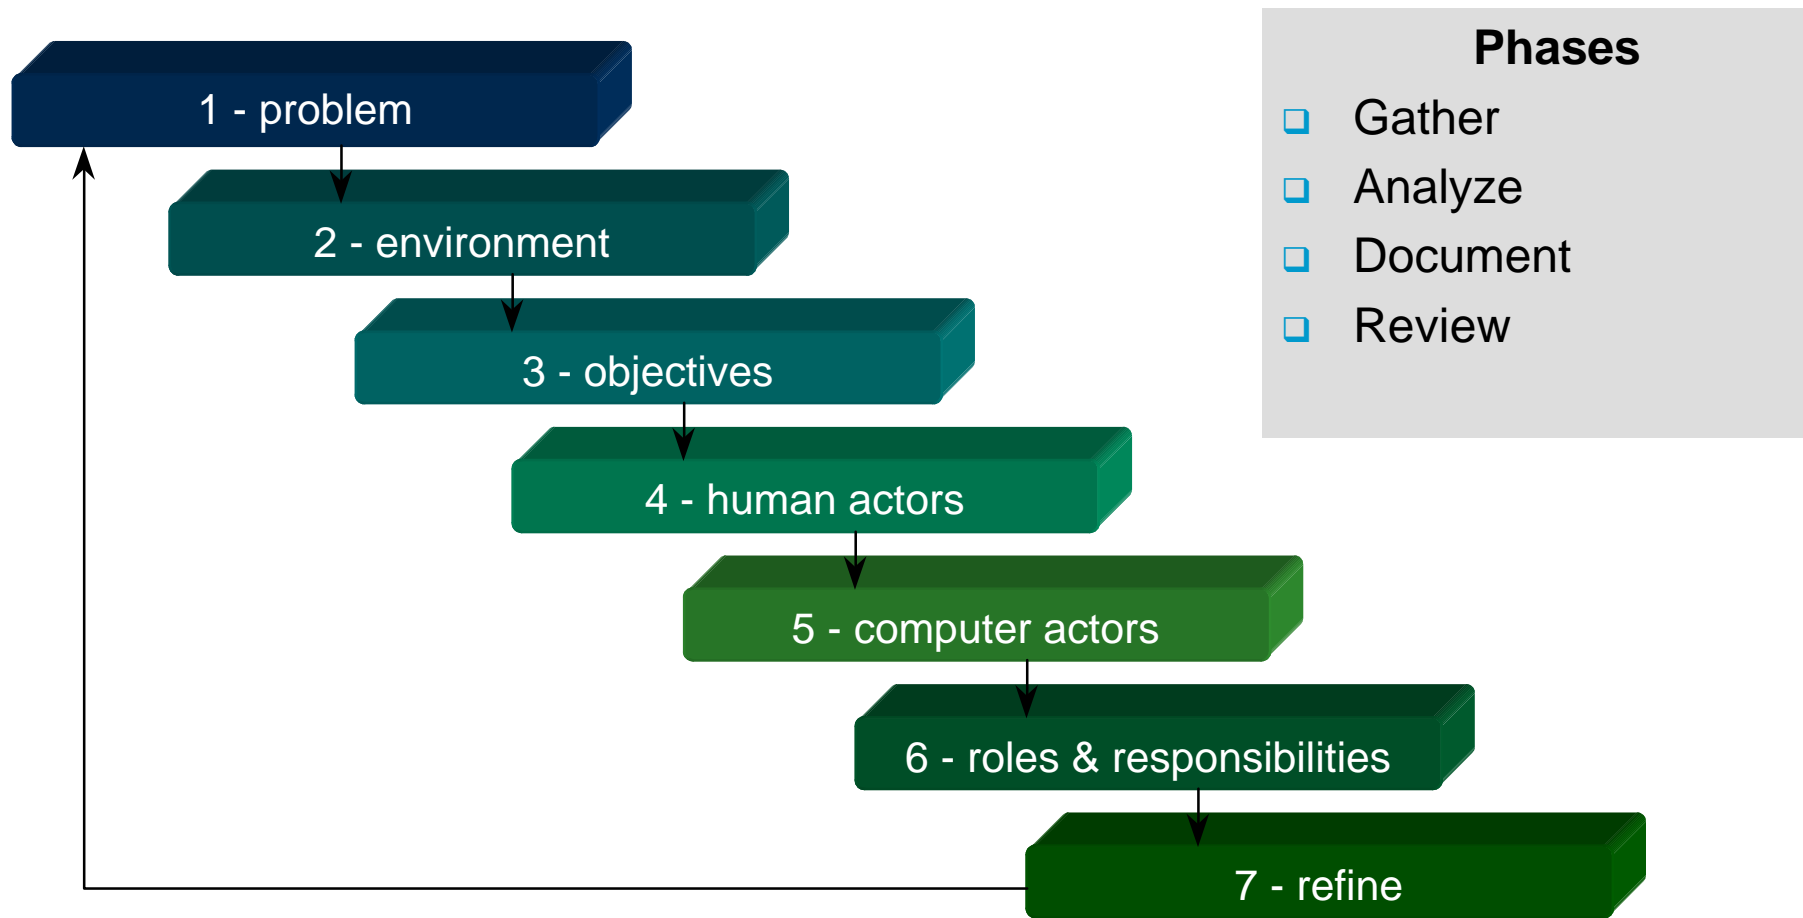 1 - problem
2 - environment
3 - objectives
4 - human actors
5 - computer actors
6 - roles & responsibilities
7 - refine
Phases
Gather
Analyze
Document
Review